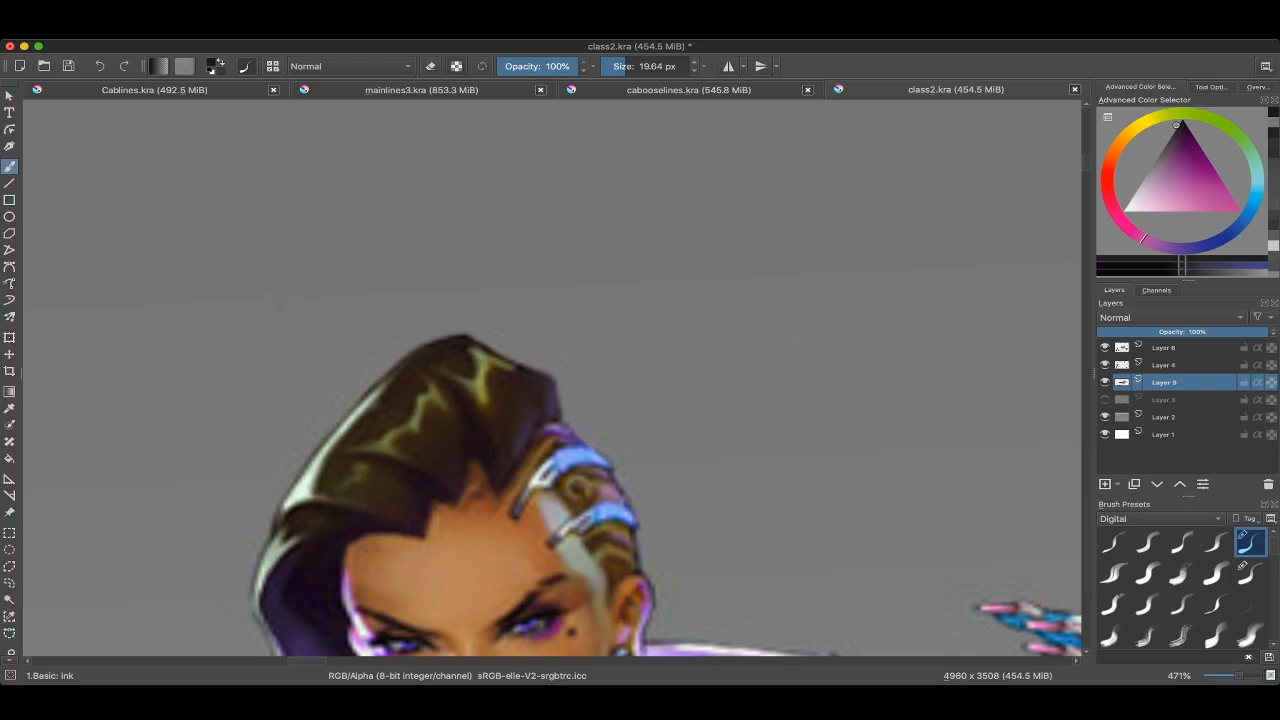 class2.kra (454.5 MiB) *
Normal
Opacity: 100%
Size: 19.64 px
Cablines.kra (492.5 MiB)
mainlines3.kra (853.3 MiB)
cabooselines.kra (545.8 MiB)
class2.kra (454.5 MiB)
Advanced Color Sele...
Tool Opti...
Overv...
Advanced Color Selector
Layers
Channels
Layers
Normal
Opacity: 100%
Layer 6
Layer 4
Layer 9
Layer 3
Layer 2
Layer 1
Brush Presets
Digital
Tag
1.Basic: ink
RGB/Alpha (8-bit integer/channel) sRGB-elle-V2-srgbtrc.icc
4960 x 3508 (454.5 MiB)
471%